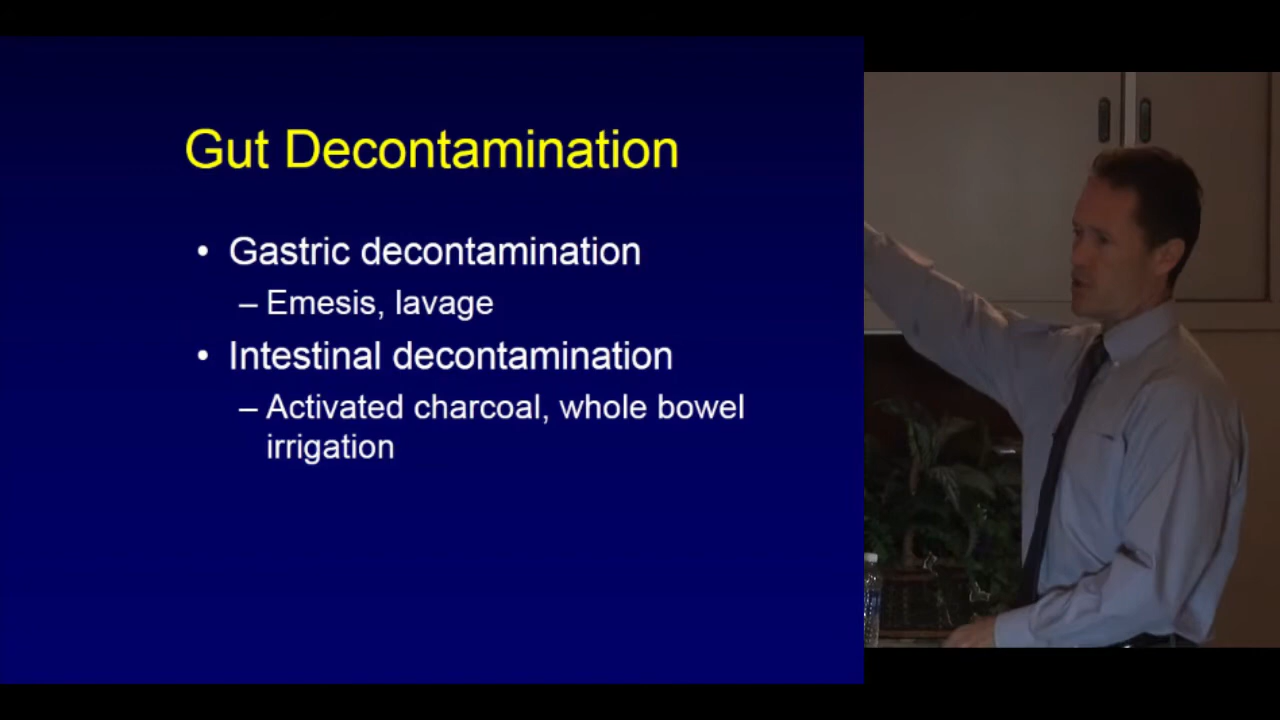 Gut Decontamination
• Gastric decontamination
– Emesis, lavage
• Intestinal decontamination
– Activated charcoal, whole bowel
irrigation